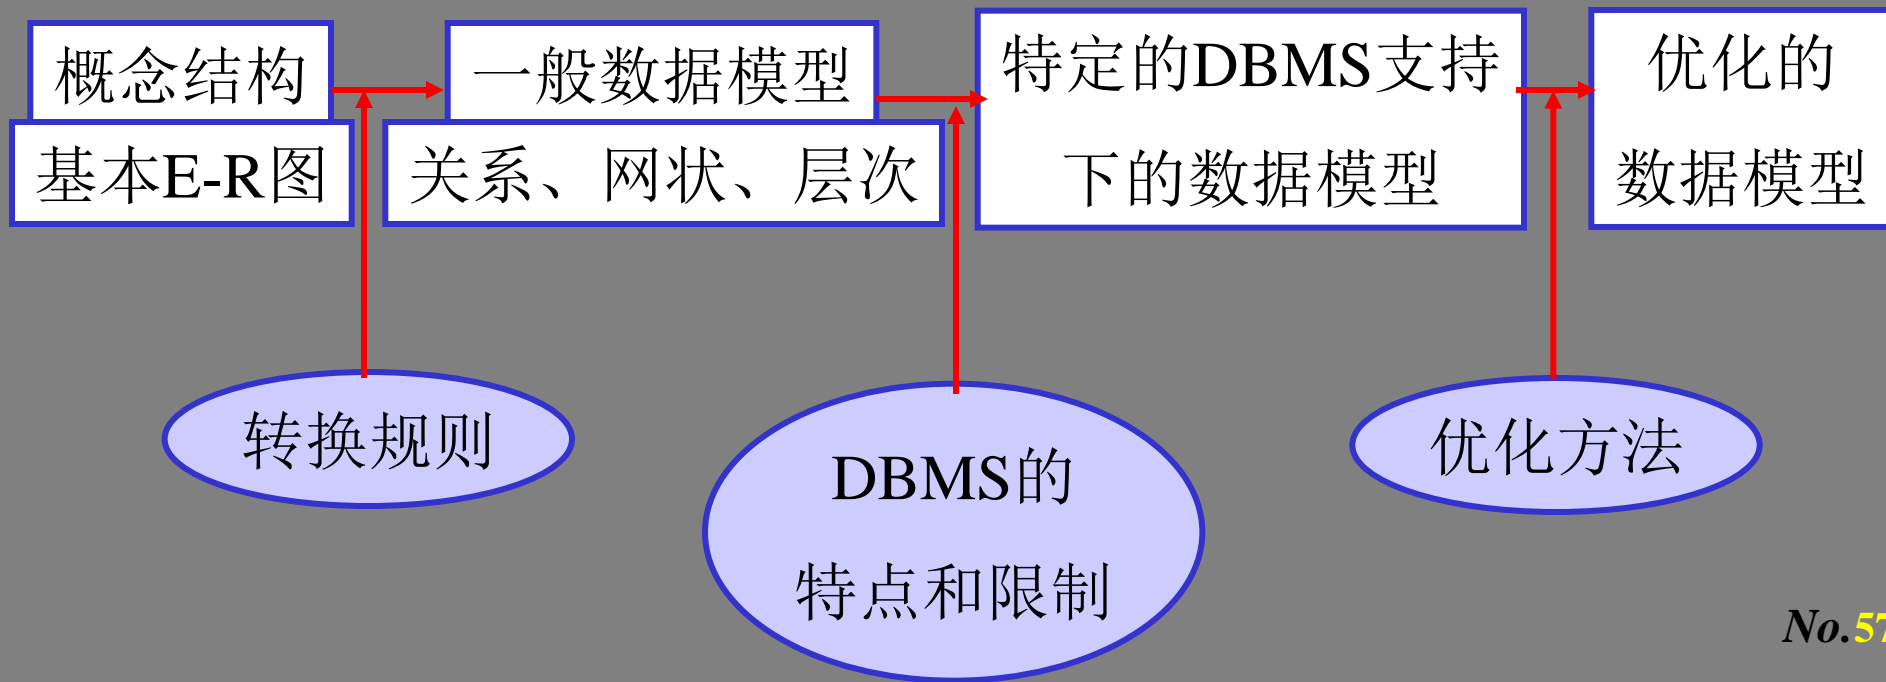 概念结构
基本E-R图
一般数据模型
关系、网状、层次
特定的DBMS支持
下的数据模型
优化的
数据模型
转换规则
DBMS的
特点和限制
优化方法
No.57